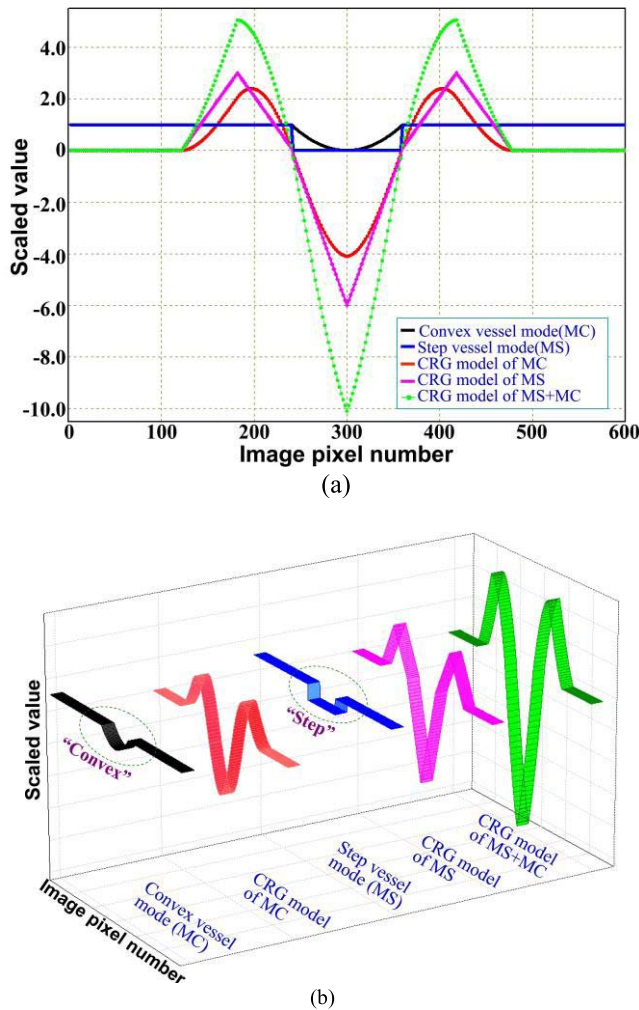 4.0
2.0
0
-2.0
-4.0
-6.0
-8.0
-10.0
Scaled value
Convex vessel mode(MC)
Step vessel mode(MS)
CRG model of MC
CRG model of MS
CRG model of MS+MC
0 100 200 300 400 500 600
Image pixel number
(a)
Scaled value
“Convex”
“Step”
Image pixel number
Convex vessel
mode (MC)
CRG model
of MC
Step vessel
mode (MS)
CRG model
of MS
CRG model
of MS+MC
(b)